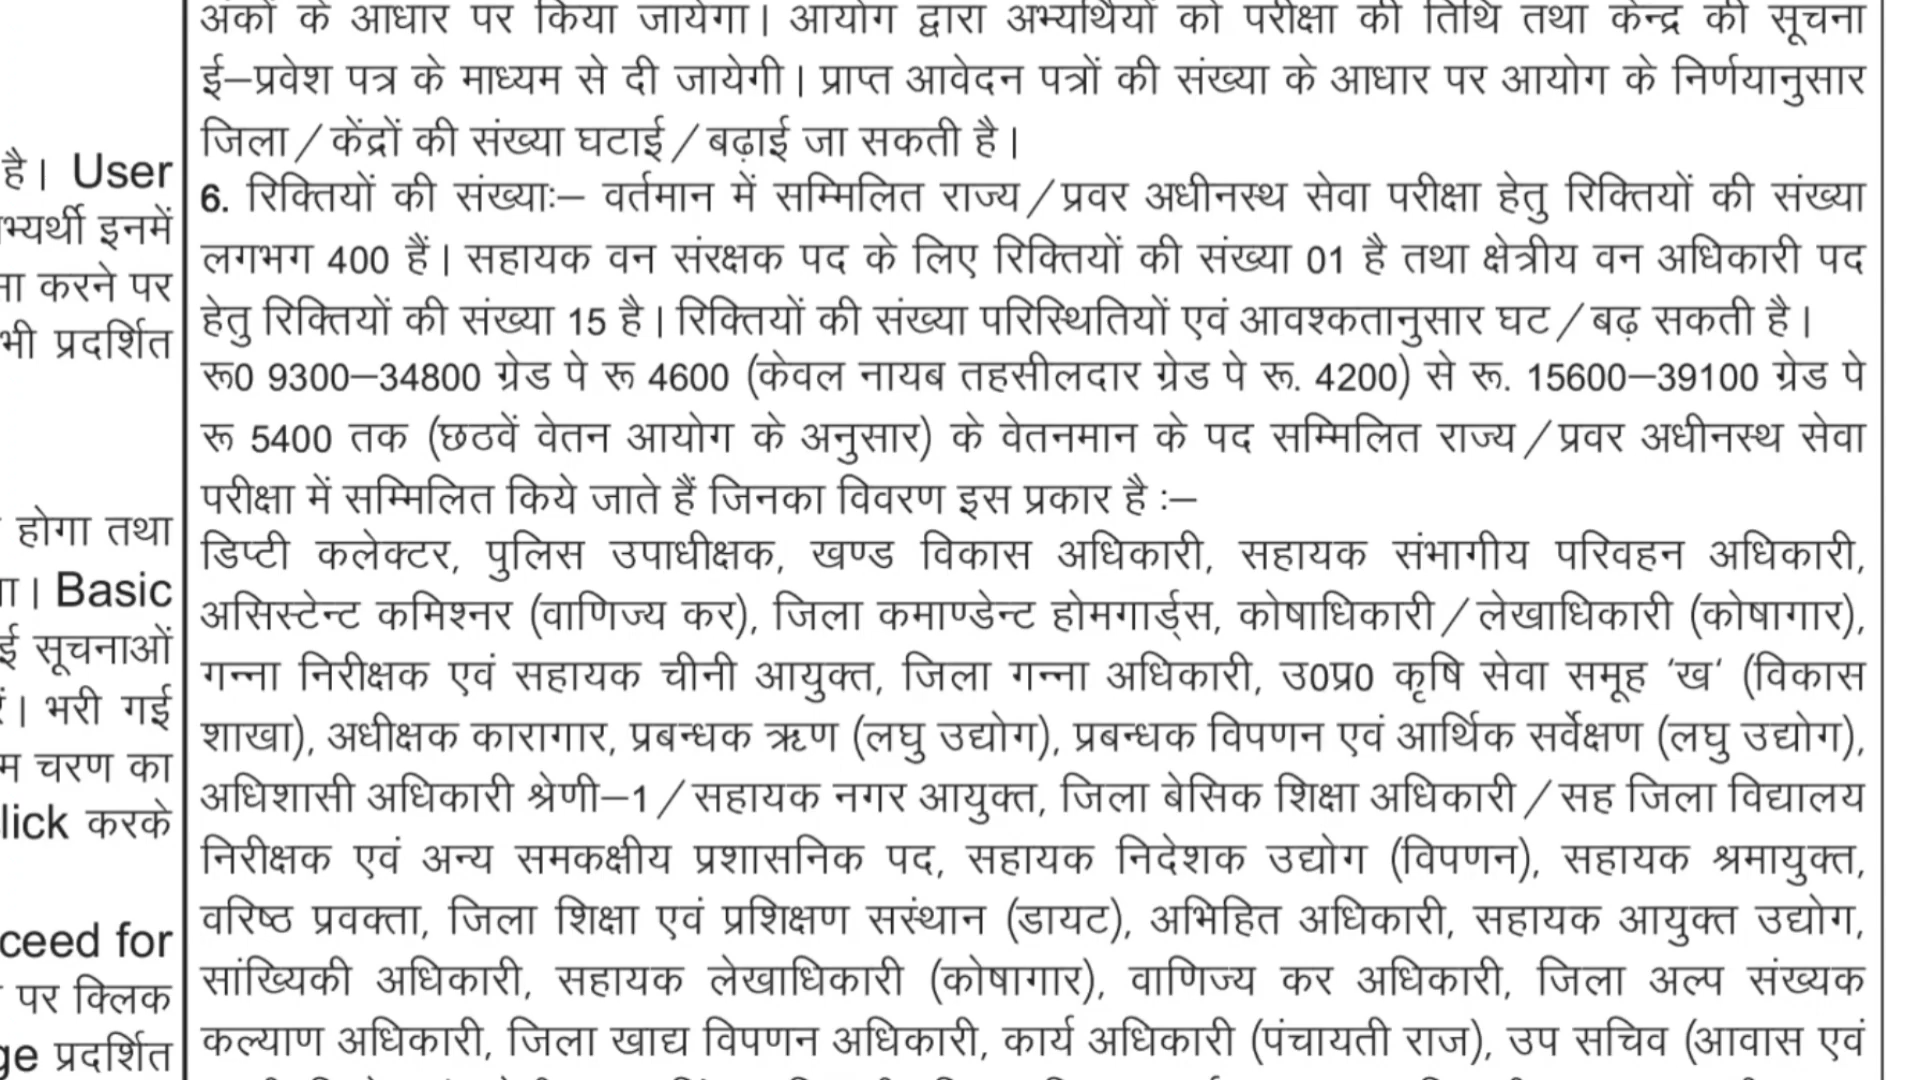 है। User
भ्यर्थी इनमें
करने पर
भी प्रदर्शित
होगा तथा
। Basic
सूचनाओं
। भरी गई
चरण का
lick करके
ceed for
पर क्लिक
ge प्रदर्शित
अंकों के आधार पर किया जायेगा। आयोग द्वारा अभ्यर्थियों को परीक्षा की तिथि तथा केन्द्र की सूचना
ई–प्रवेश पत्र के माध्यम से दी जायेगी। प्राप्त आवेदन पत्रों की संख्या के आधार पर आयोग के निर्णयानुसार
जिला/केंद्रों की संख्या घटाई/बढ़ाई जा सकती है।
6. रिक्तियों की संख्याः– वर्तमान में सम्मिलित राज्य/प्रवर अधीनस्थ सेवा परीक्षा हेतु रिक्तियों की संख्या
लगभग 400 हैं। सहायक वन संरक्षक पद के लिए रिक्तियों की संख्या 01 है तथा क्षेत्रीय वन अधिकारी पद
हेतु रिक्तियों की संख्या 15 है। रिक्तियों की संख्या परिस्थितियों एवं आवश्कतानुसार घट/बढ़ सकती है।
रू0 9300–34800 ग्रेड पे रू 4600 (केवल नायब तहसीलदार ग्रेड पे रू. 4200) से रू. 15600–39100 ग्रेड पे
रू 5400 तक (छठवें वेतन आयोग के अनुसार) के वेतनमान के पद सम्मिलित राज्य/प्रवर अधीनस्थ सेवा
परीक्षा में सम्मिलित किये जाते हैं जिनका विवरण इस प्रकार है :–
डिप्टी कलेक्टर, पुलिस उपाधीक्षक, खण्ड विकास अधिकारी, सहायक संभागीय परिवहन अधिकारी,
असिस्टेन्ट कमिश्नर (वाणिज्य कर), जिला कमाण्डेन्ट होमगार्ड्स, कोषाधिकारी/लेखाधिकारी (कोषागार),
गन्ना निरीक्षक एवं सहायक चीनी आयुक्त, जिला गन्ना अधिकारी, उ0प्र0 कृषि सेवा समूह 'ख' (विकास
शाखा), अधीक्षक कारागार, प्रबन्धक ऋण (लघु उद्योग), प्रबन्धक विपणन एवं आर्थिक सर्वेक्षण (लघु उद्योग),
अधिशासी अधिकारी श्रेणी–1/सहायक नगर आयुक्त, जिला बेसिक शिक्षा अधिकारी/सह जिला विद्यालय
निरीक्षक एवं अन्य समकक्षीय प्रशासनिक पद, सहायक निदेशक उद्योग (विपणन), सहायक श्रमायुक्त,
वरिष्ठ प्रवक्ता, जिला शिक्षा एवं प्रशिक्षण सस्ंथान (डायट), अभिहित अधिकारी, सहायक आयुक्त उद्योग,
सांख्यिकी अधिकारी, सहायक लेखाधिकारी (कोषागार), वाणिज्य कर अधिकारी, जिला अल्प संख्यक
कल्याण अधिकारी, जिला खाद्य विपणन अधिकारी, कार्य अधिकारी (पंचायती राज), उप सचिव (आवास एवं